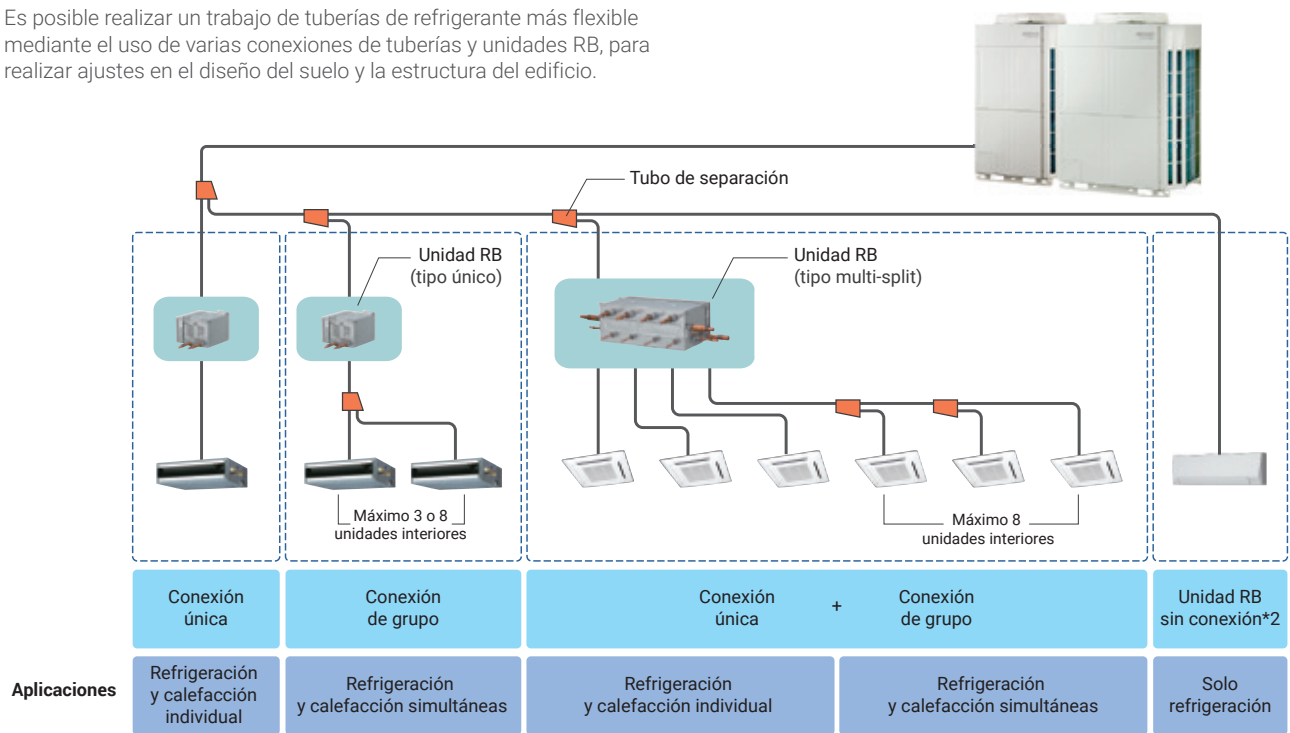 Es posible realizar un trabajo de tuberías de refrigerante más flexible
mediante el uso de varias conexiones de tuberías y unidades RB, para
realizar ajustes en el diseño del suelo y la estructura del edificio.
Tubo de separación
Unidad RB
(tipo único)
Unidad RB
(tipo multi-split)
Máximo 3 o 8
unidades interiores
Máximo 8
unidades interiores
Conexión
única
Conexión
de grupo
Conexión
única
+
Conexión
de grupo
Unidad RB
sin conexión*2
Aplicaciones
Refrigeración
y calefacción
individual
Refrigeración
y calefacción simultáneas
Refrigeración
y calefacción individual
Refrigeración
y calefacción simultáneas
Solo
refrigeración